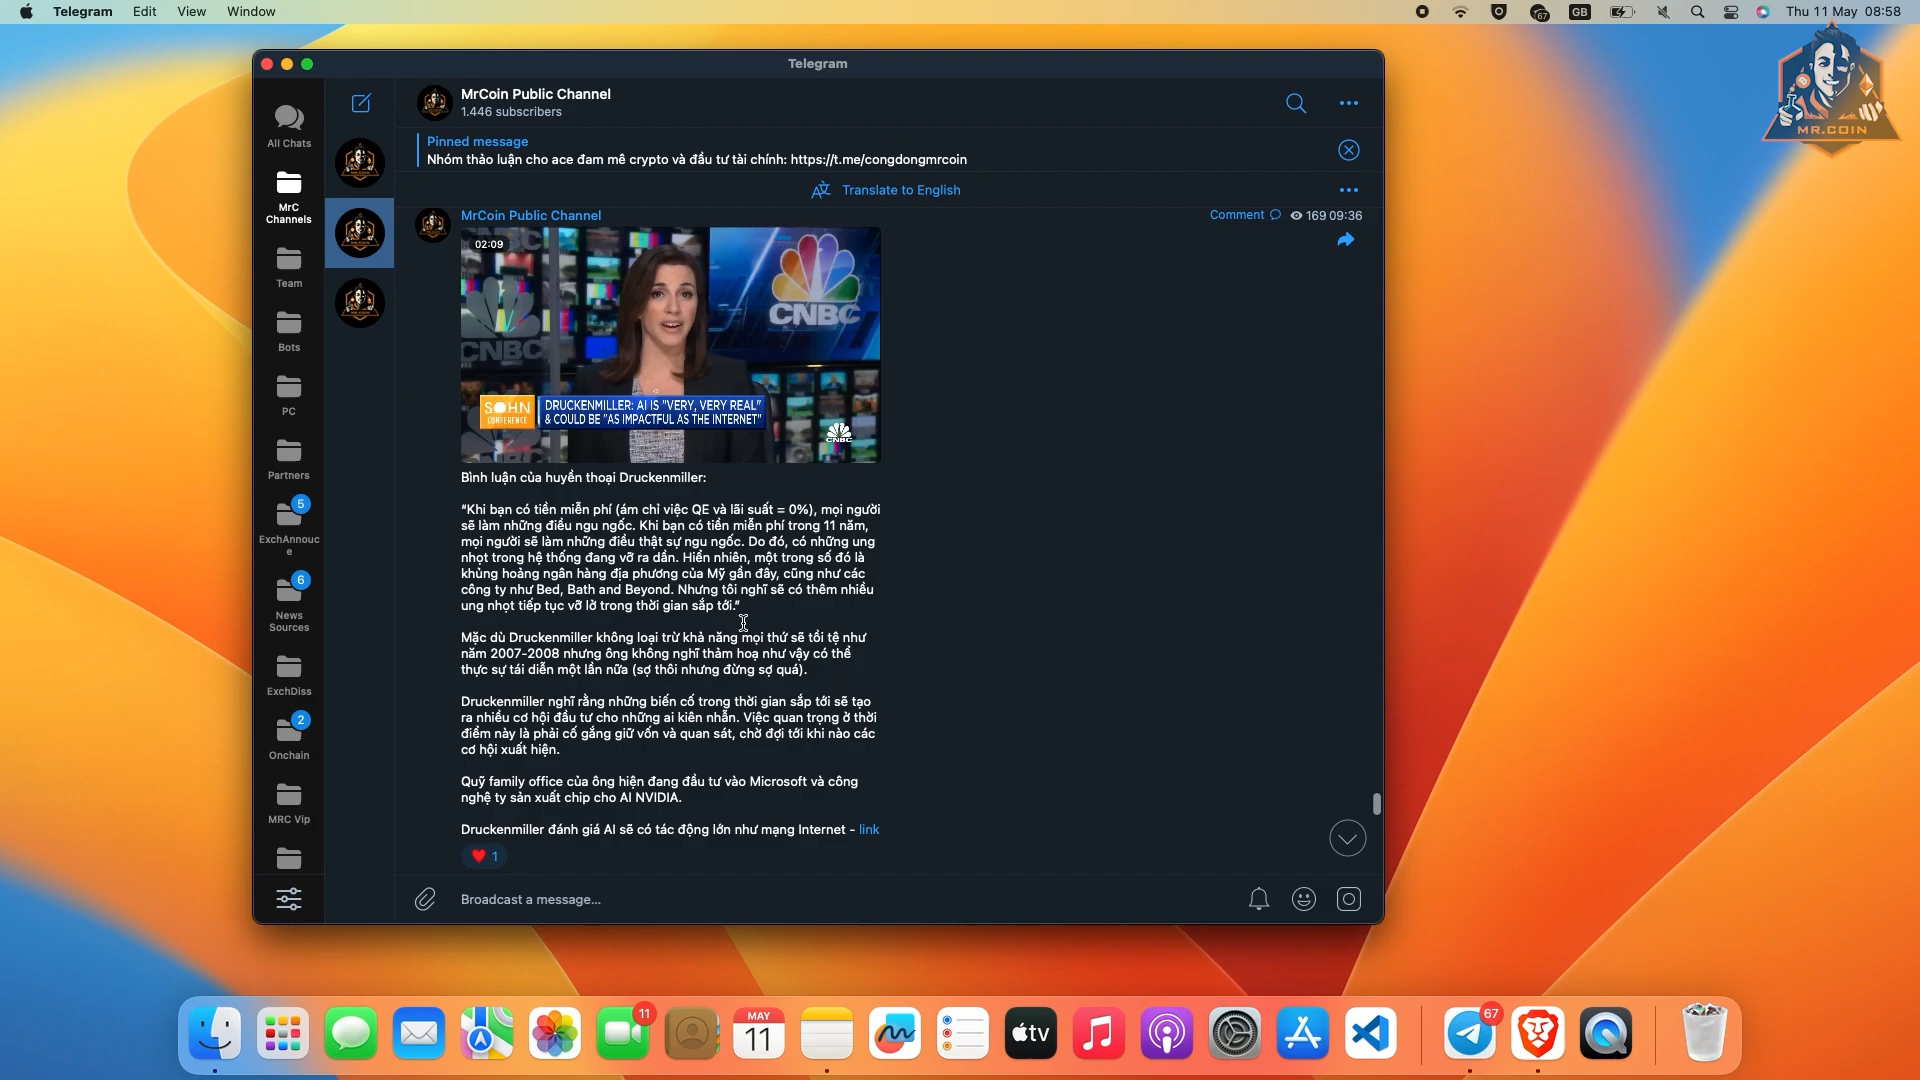 Telegram Edit View Window
67
GB
Thu 11 May 08:58
MR.COIN
Telegram
All Chats
MrC
Channels
Team
Bots
PC
Partners
5
ExchAnnouc
e
6
News
Sources
ExchDiss
2
Onchain
MRC Vip
MrCoin Public Channel
1.446 subscribers
Pinned message
Nhóm thảo luận cho ace đam mê crypto và đầu tư tài chính: https://t.me/congdongmrcoin
Translate to English
MrCoin Public Channel
Comment 169 09:36
02:09
CNBC
CNBC
SOHN
CONFERENCE
DRUCKENMILLER: AI IS "VERY, VERY REAL"
& COULD BE "AS IMPACTFUL AS THE INTERNET"
CNBC
Bình luận của huyền thoại Druckenmiller:
“Khi bạn có tiền miễn phí (ám chỉ việc QE và lãi suất = 0%), mọi người
sẽ làm những điều ngu ngốc. Khi bạn có tiền miễn phí trong 11 năm,
mọi người sẽ làm những điều thật sự ngu ngốc. Do đó, có những ung
nhọt trong hệ thống đang vỡ ra dần. Hiển nhiên, một trong số đó là
khủng hoảng ngân hàng địa phương của Mỹ gần đây, cũng như các
công ty như Bed, Bath and Beyond. Nhưng tôi nghĩ sẽ có thêm nhiều
ung nhọt tiếp tục vỡ lở trong thời gian sắp tới.”
Mặc dù Druckenmiller không loại trừ khả năng mọi thứ sẽ tồi tệ như
năm 2007-2008 nhưng ông không nghĩ thảm hoạ như vậy có thể
thực sự tái diễn một lần nữa (sợ thôi nhưng đừng sợ quá).
Druckenmiller nghĩ rằng những biến cố trong thời gian sắp tới sẽ tạo
ra nhiều cơ hội đầu tư cho những ai kiên nhẫn. Việc quan trọng ở thời
điểm này là phải cố gắng giữ vốn và quan sát, chờ đợi tới khi nào các
cơ hội xuất hiện.
Quỹ family office của ông hiện đang đầu tư vào Microsoft và công
nghệ ty sản xuất chip cho AI NVIDIA.
Druckenmiller đánh giá AI sẽ có tác động lớn như mạng Internet - link
1
Broadcast a message...
11
MAY
11
tv
67